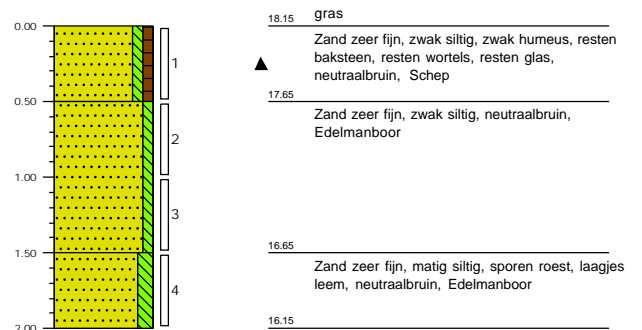 gras
0.00
18.15
Zand zeer fijn, zwak siltig, zwak humeus, resten
baksteen, resten wortels, resten glas,
neutraalbruin, Schep
1
0.50
17.65
Zand zeer fijn, zwak siltig, neutraalbruin,
Edelmanboor
2
1.00
3
1.50
16.65
Zand zeer fijn, matig siltig, sporen roest, laagjes
leem, neutraalbruin, Edelmanboor
4
2.00
16.15